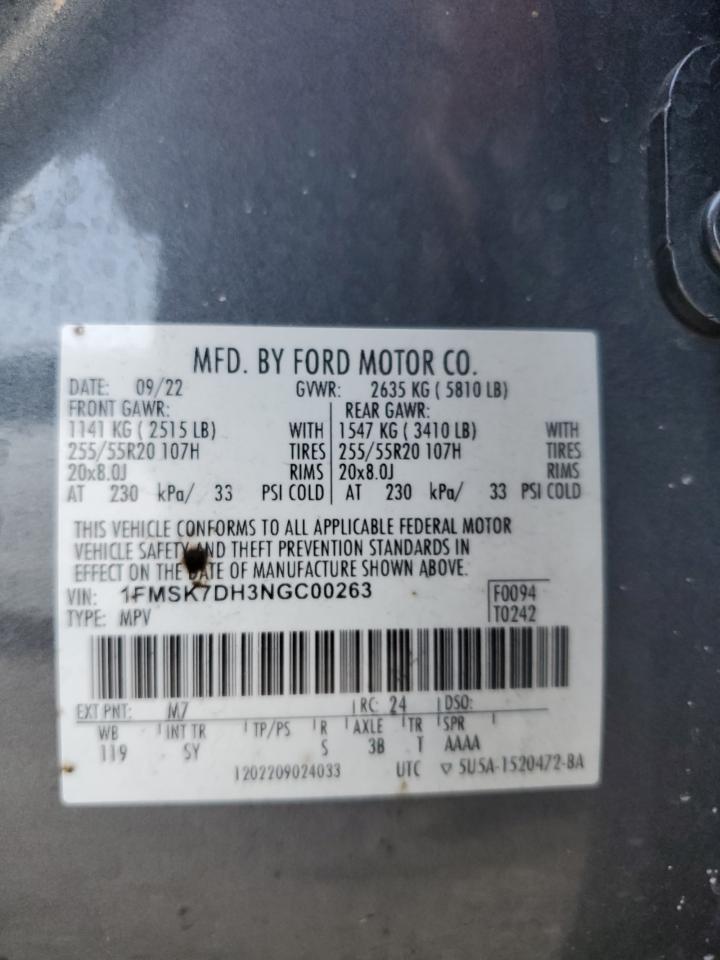 MFD. BY FORD MOTOR CO.
DATE: 09/22 GVWR: 2635 KG ( 5810 LB)
FRONT GAWR: REAR GAWR:
1141 KG ( 2515 LB) WITH 1547 KG ( 3410 LB) WITH
255/55R20 107H TIRES 255/55R20 107H TIRES
20x8.0J RIMS 20x8.0J RIMS
AT 230 kPa/ 33 PSI COLD AT 230 kPa/ 33 PSI COLD
THIS VEHICLE CONFORMS TO ALL APPLICABLE FEDERAL MOTOR
VEHICLE SAFETY AND THEFT PREVENTION STANDARDS IN
EFFECT ON THE DATE OF MANUFACTURE SHOWN ABOVE.
VIN: 1FMSK7DH3NGC00263 F0094
TYPE: MPV T0242
EXT PNT: M7 RC: 24 DSO:
WB INT TR TP/PS R AXLE TR SPR
119 SY S 3B T AAAA
1202209024033 UTC ▽ 5U5A-1520472-BA